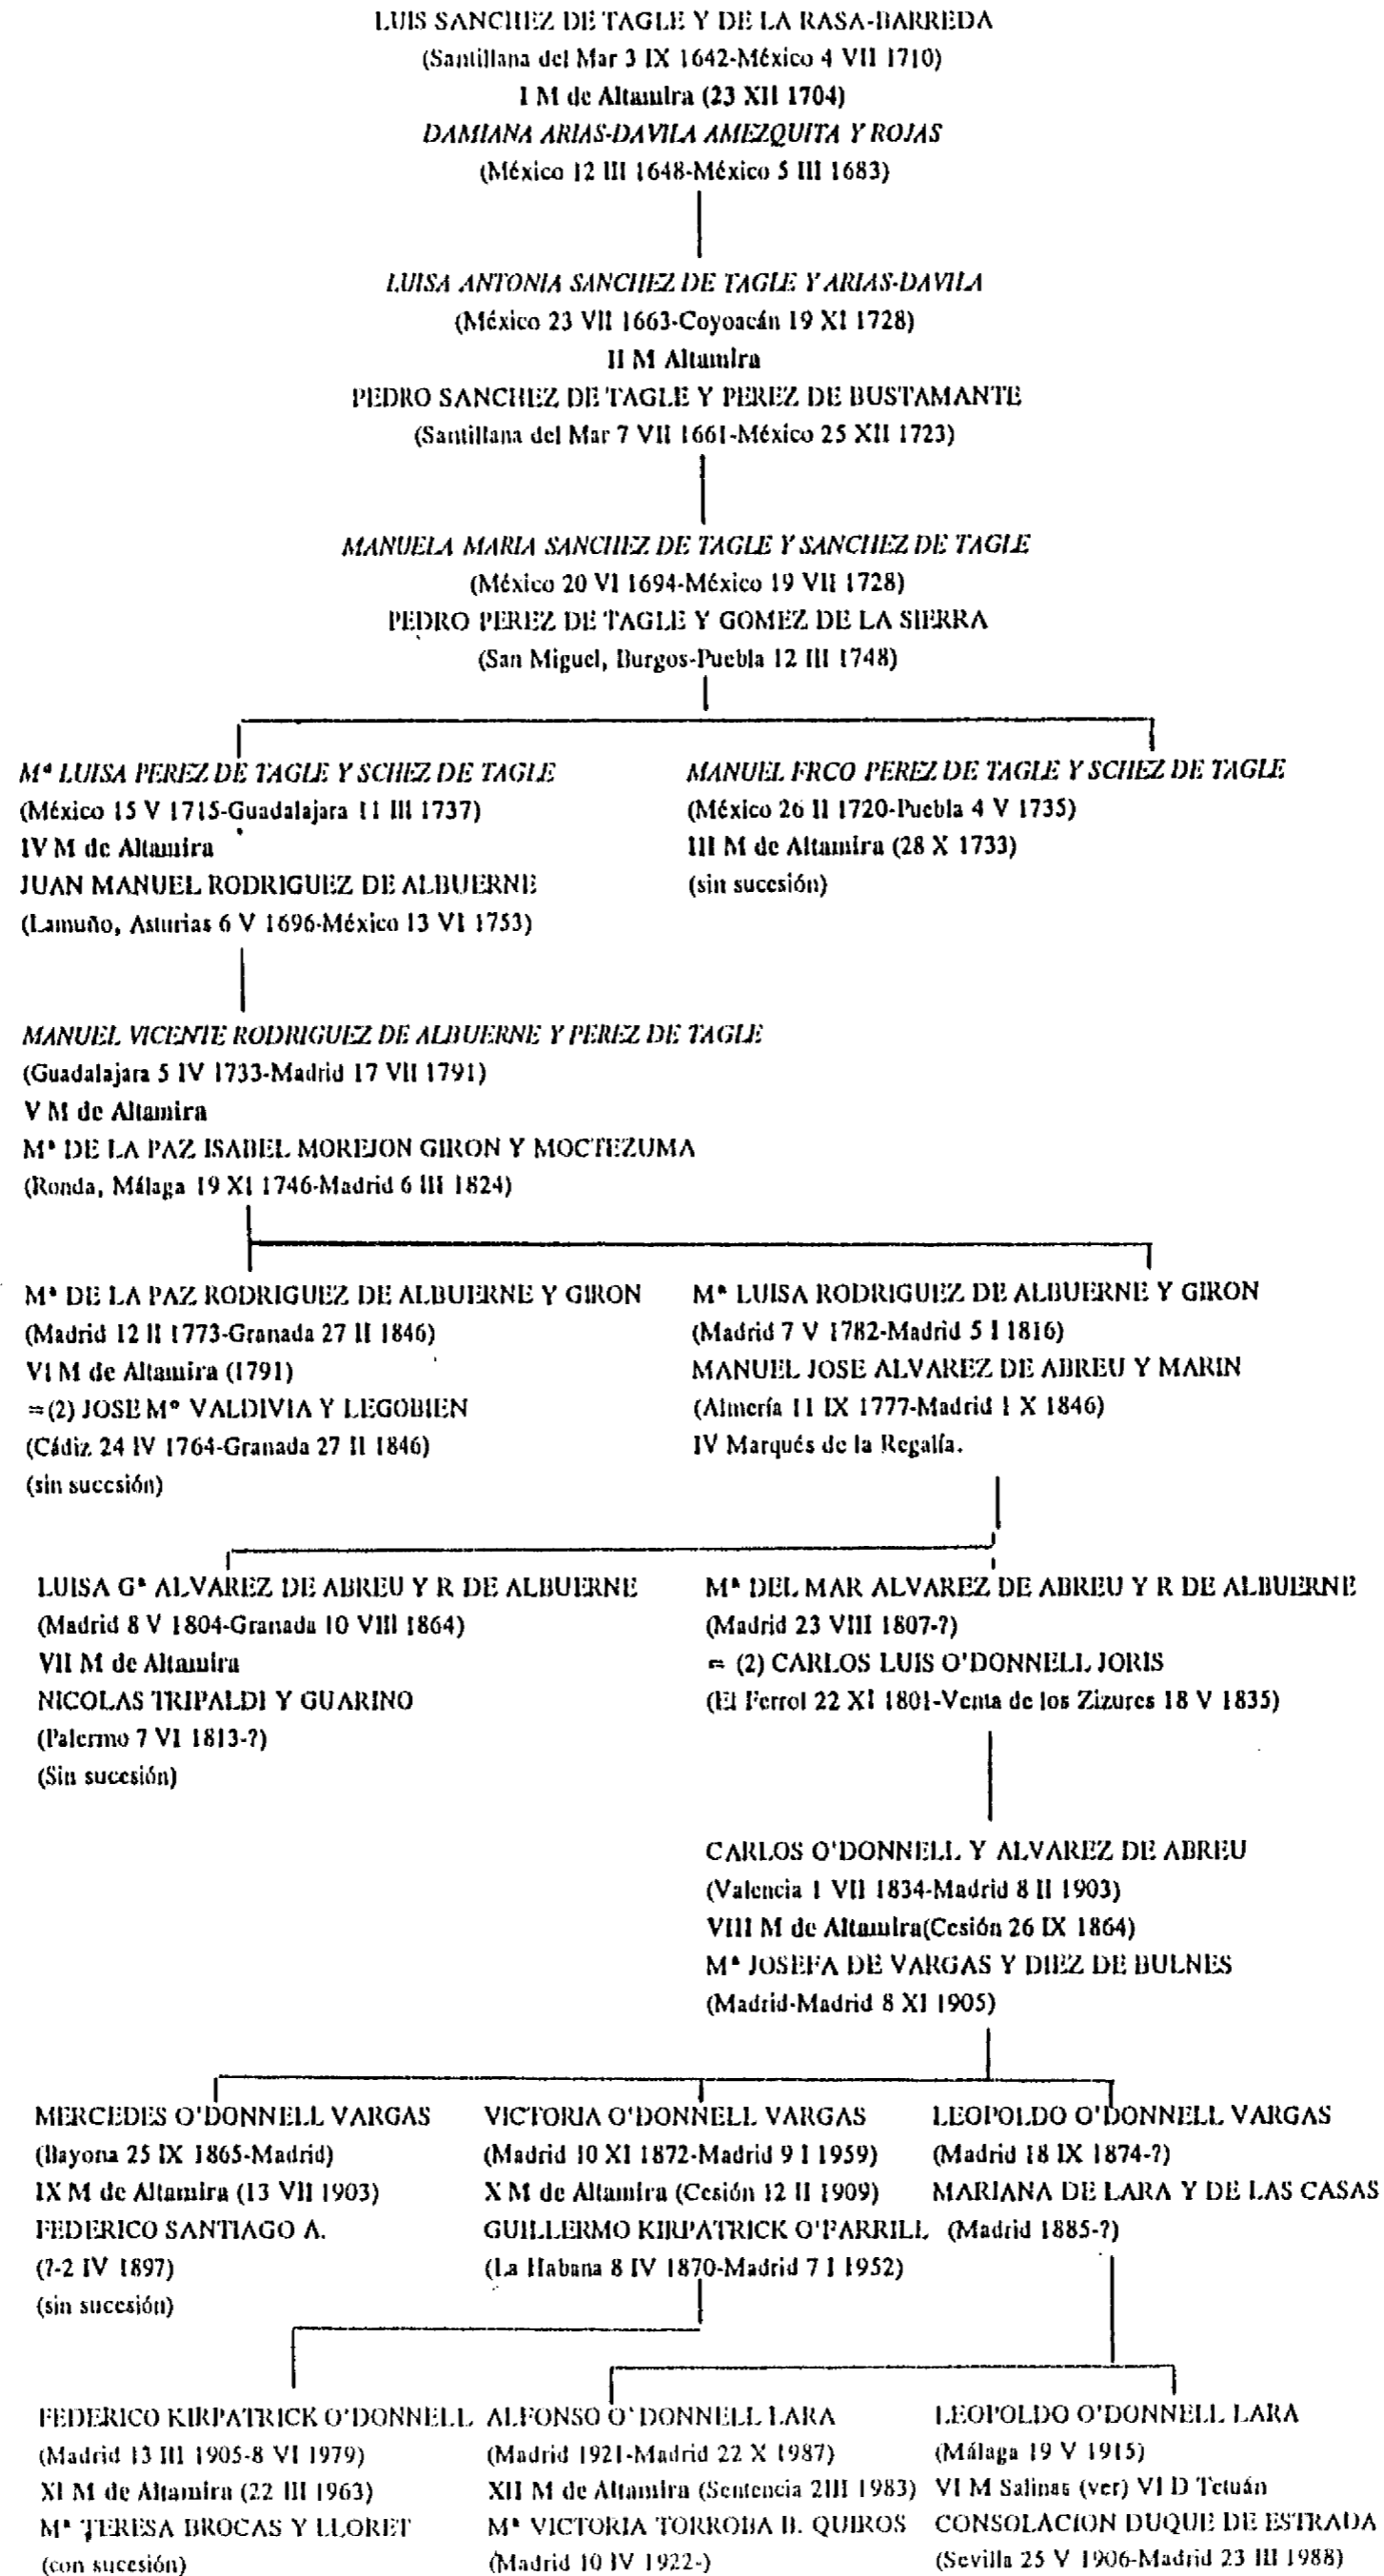 LUIS SANCHEZ DE TAGLE Y DE LA RASA-BARREDA
(Santillana del Mar 3 IX 1642-México 4 VII 1710)
I M de Altamira (23 XII 1704)
DAMIANA ARIAS-DAVILA AMEZQUITA Y ROJAS
(México 12 III 1648-México 5 III 1683)
LUISA ANTONIA SANCHEZ DE TAGLE Y ARIAS-DAVILA
(México 23 VII 1663-Coyoacán 19 XI 1728)
II M Altamira
PEDRO SANCHEZ DE TAGLE Y PEREZ DE BUSTAMANTE
(Santillana del Mar 7 VII 1661-México 25 XII 1723)
MANUELA MARIA SANCHEZ DE TAGLE Y SANCHEZ DE TAGLE
(México 20 VI 1694-México 19 VII 1728)
PEDRO PEREZ DE TAGLE Y GOMEZ DE LA SIERRA
(San Miguel, Burgos-Puebla 12 III 1748)
Mª LUISA PEREZ DE TAGLE Y SCHEZ DE TAGLE
(México 15 V 1715-Guadalajara 11 III 1737)
IV M de Altamira
JUAN MANUEL RODRIGUEZ DE ALBUERNE
(Lamuño, Asturias 6 V 1696-México 13 VI 1753)
MANUEL FRCO PEREZ DE TAGLE Y SCHEZ DE TAGLE
(México 26 II 1720-Puebla 4 V 1735)
III M de Altamira (28 X 1733)
(sin sucesión)
MANUEL VICENTE RODRIGUEZ DE ALBUERNE Y PEREZ DE TAGLE
(Guadalajara 5 IV 1733-Madrid 17 VII 1791)
V M de Altamira
Mª DE LA PAZ ISABEL MOREJON GIRON Y MOCTEZUMA
(Ronda, Málaga 19 XI 1746-Madrid 6 III 1824)
Mª DE LA PAZ RODRIGUEZ DE ALBUERNE Y GIRON
(Madrid 12 II 1773-Granada 27 II 1846)
VI M de Altamira (1791)
=(2) JOSE Mª VALDIVIA Y LEGOBIEN
(Cádiz 24 IV 1764-Granada 27 II 1846)
(sin sucesión)
Mª LUISA RODRIGUEZ DE ALBUERNE Y GIRON
(Madrid 7 V 1782-Madrid 5 I 1816)
MANUEL JOSE ALVAREZ DE ABREU Y MARIN
(Almería 11 IX 1777-Madrid 1 X 1846)
IV Marqués de la Regalía.
LUISA Gª ALVAREZ DE ABREU Y R DE ALBUERNE
(Madrid 8 V 1804-Granada 10 VIII 1864)
VII M de Altamira
NICOLAS TRIPALDI Y GUARINO
(Palermo 7 VI 1813-?)
(Sin sucesión)
Mª DEL MAR ALVAREZ DE ABREU Y R DE ALBUERNE
(Madrid 23 VIII 1807-?)
= (2) CARLOS LUIS O'DONNELL JORIS
(El Ferrol 22 XI 1801-Venta de los Zizures 18 V 1835)
CARLOS O'DONNELL Y ALVAREZ DE ABREU
(Valencia 1 VII 1834-Madrid 8 II 1903)
VIII M de Altamira(Cesión 26 IX 1864)
Mª JOSEFA DE VARGAS Y DIEZ DE BULNES
(Madrid-Madrid 8 XI 1905)
MERCEDES O'DONNELL VARGAS
(Bayona 25 IX 1865-Madrid)
IX M de Altamira (13 VII 1903)
FEDERICO SANTIAGO A.
(?-2 IV 1897)
(sin sucesión)
VICTORIA O'DONNELL VARGAS
(Madrid 10 XI 1872-Madrid 9 I 1959)
X M de Altamira (Cesión 12 II 1909)
GUILLERMO KIRPATRICK O'FARRILL
(La Habana 8 IV 1870-Madrid 7 I 1952)
LEOPOLDO O'DONNELL VARGAS
(Madrid 18 IX 1874-?)
MARIANA DE LARA Y DE LAS CASAS
(Madrid 1885-?)
FEDERICO KIRPATRICK O'DONNELL
(Madrid 13 III 1905-8 VI 1979)
XI M de Altamira (22 III 1963)
Mª TERESA BROCAS Y LLORET
(con sucesión)
ALFONSO O'DONNELL LARA
(Madrid 1921-Madrid 22 X 1987)
XII M de Altamira (Sentencia 2III 1983)
Mª VICTORIA TORROBA B. QUIROS
(Madrid 10 IV 1922-)
LEOPOLDO O'DONNELL LARA
(Málaga 19 V 1915)
VI M Salinas (ver) VI D Tetuán
CONSOLACION DUQUE DE ESTRADA
(Sevilla 25 V 1906-Madrid 23 III 1988)